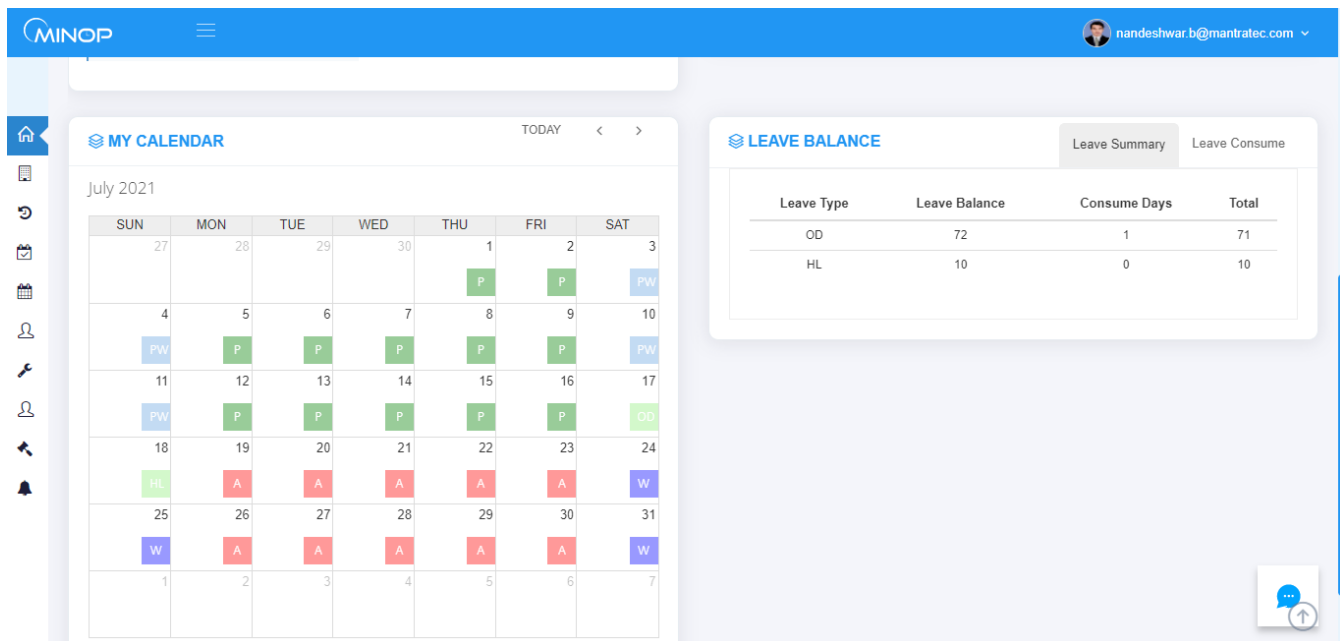 MINOP
nandeshwar.b@mantratec.com
MY CALENDAR
TODAY
July 2021
SUN MON TUE WED THU FRI SAT
27 28 29 30 1 2 3
P P PW
4 5 6 7 8 9 10
PW P P P P P PW
11 12 13 14 15 16 17
PW P P P P P OD
18 19 20 21 22 23 24
HL A A A A A W
25 26 27 28 29 30 31
W A A A A A W
1 2 3 4 5 6 7
LEAVE BALANCE
Leave Summary Leave Consume
Leave Type Leave Balance Consume Days Total
OD 72 1 71
HL 10 0 10